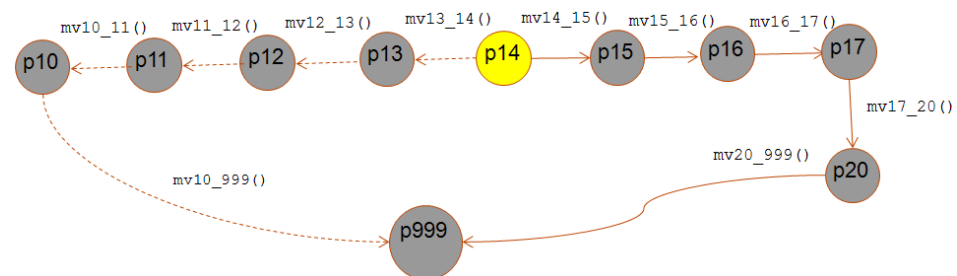 mv10_11() mv11_12() mv12_13() mv13_14() mv14_15() mv15_16() mv16_17()
p10 p11 p12 p13 p14 p15 p16 p17
mv17_20()
mv20_999()
mv10_999()
p20
p999